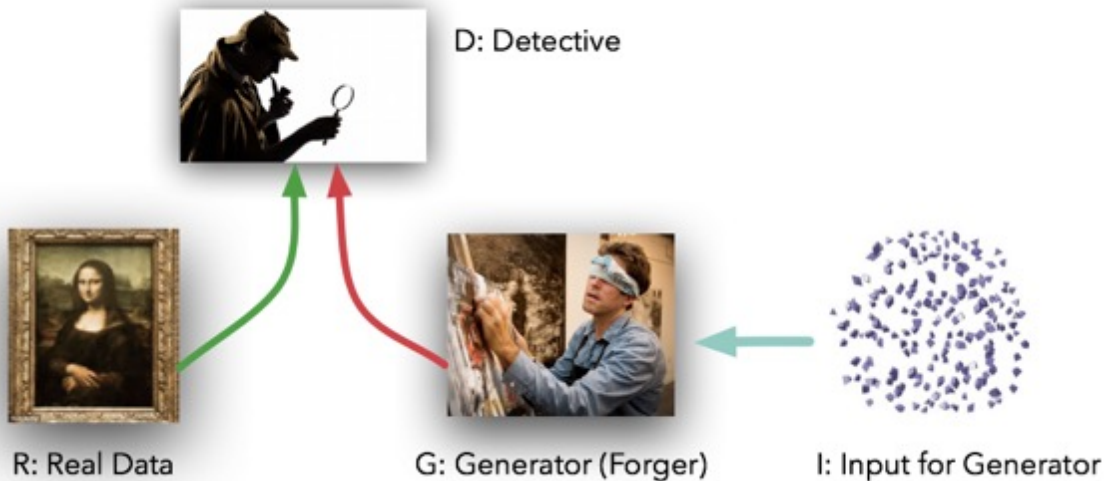 D: Detective
R: Real Data
G: Generator (Forger)
I: Input for Generator